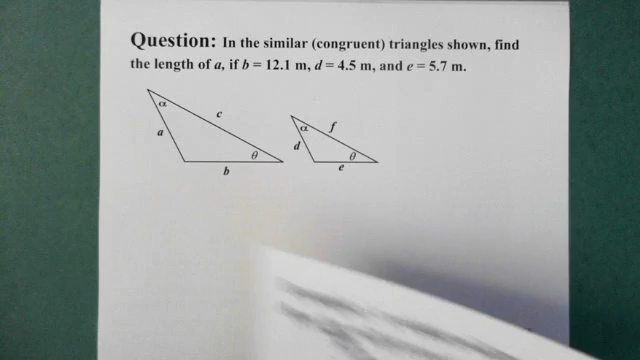 Question: In the similar (congruent) triangles shown, find
the length of a, if b = 12.1 m, d = 4.5 m, and e = 5.7 m.
α
c
a
θ
b
α
f
d
θ
e